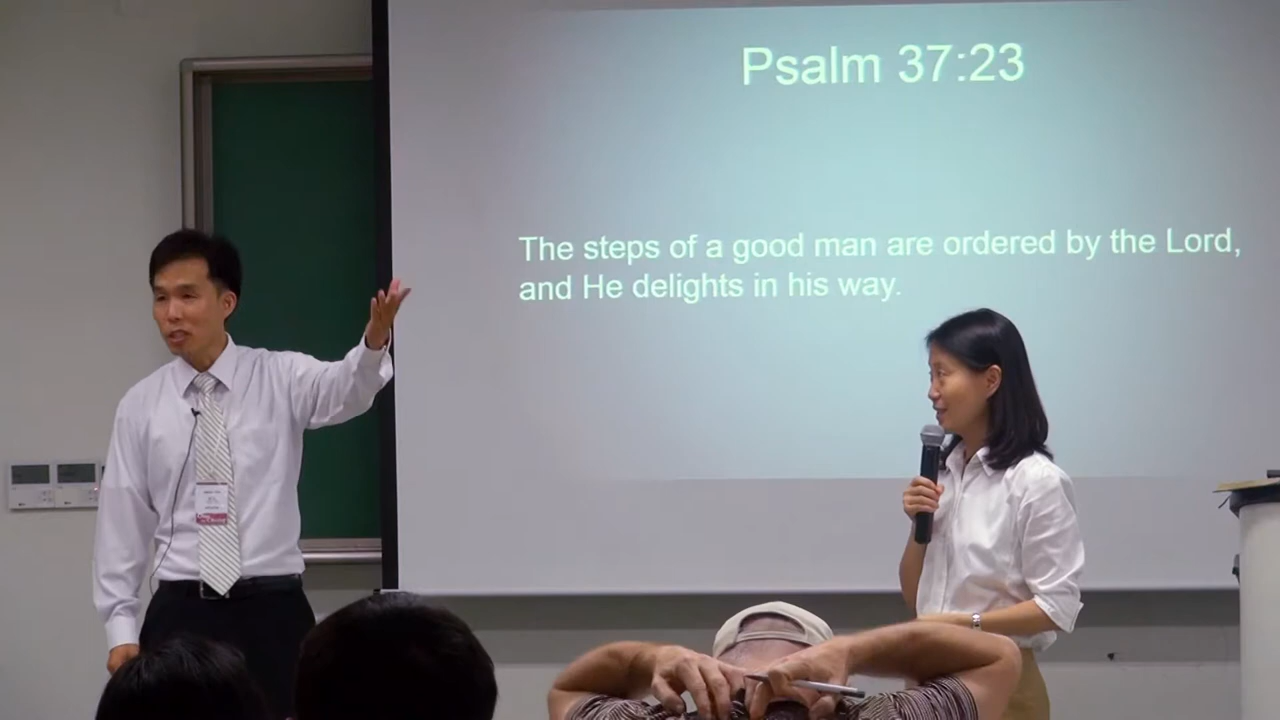 Psalm 37:23
The steps of a good man are ordered by the Lord,
and He delights in his way.